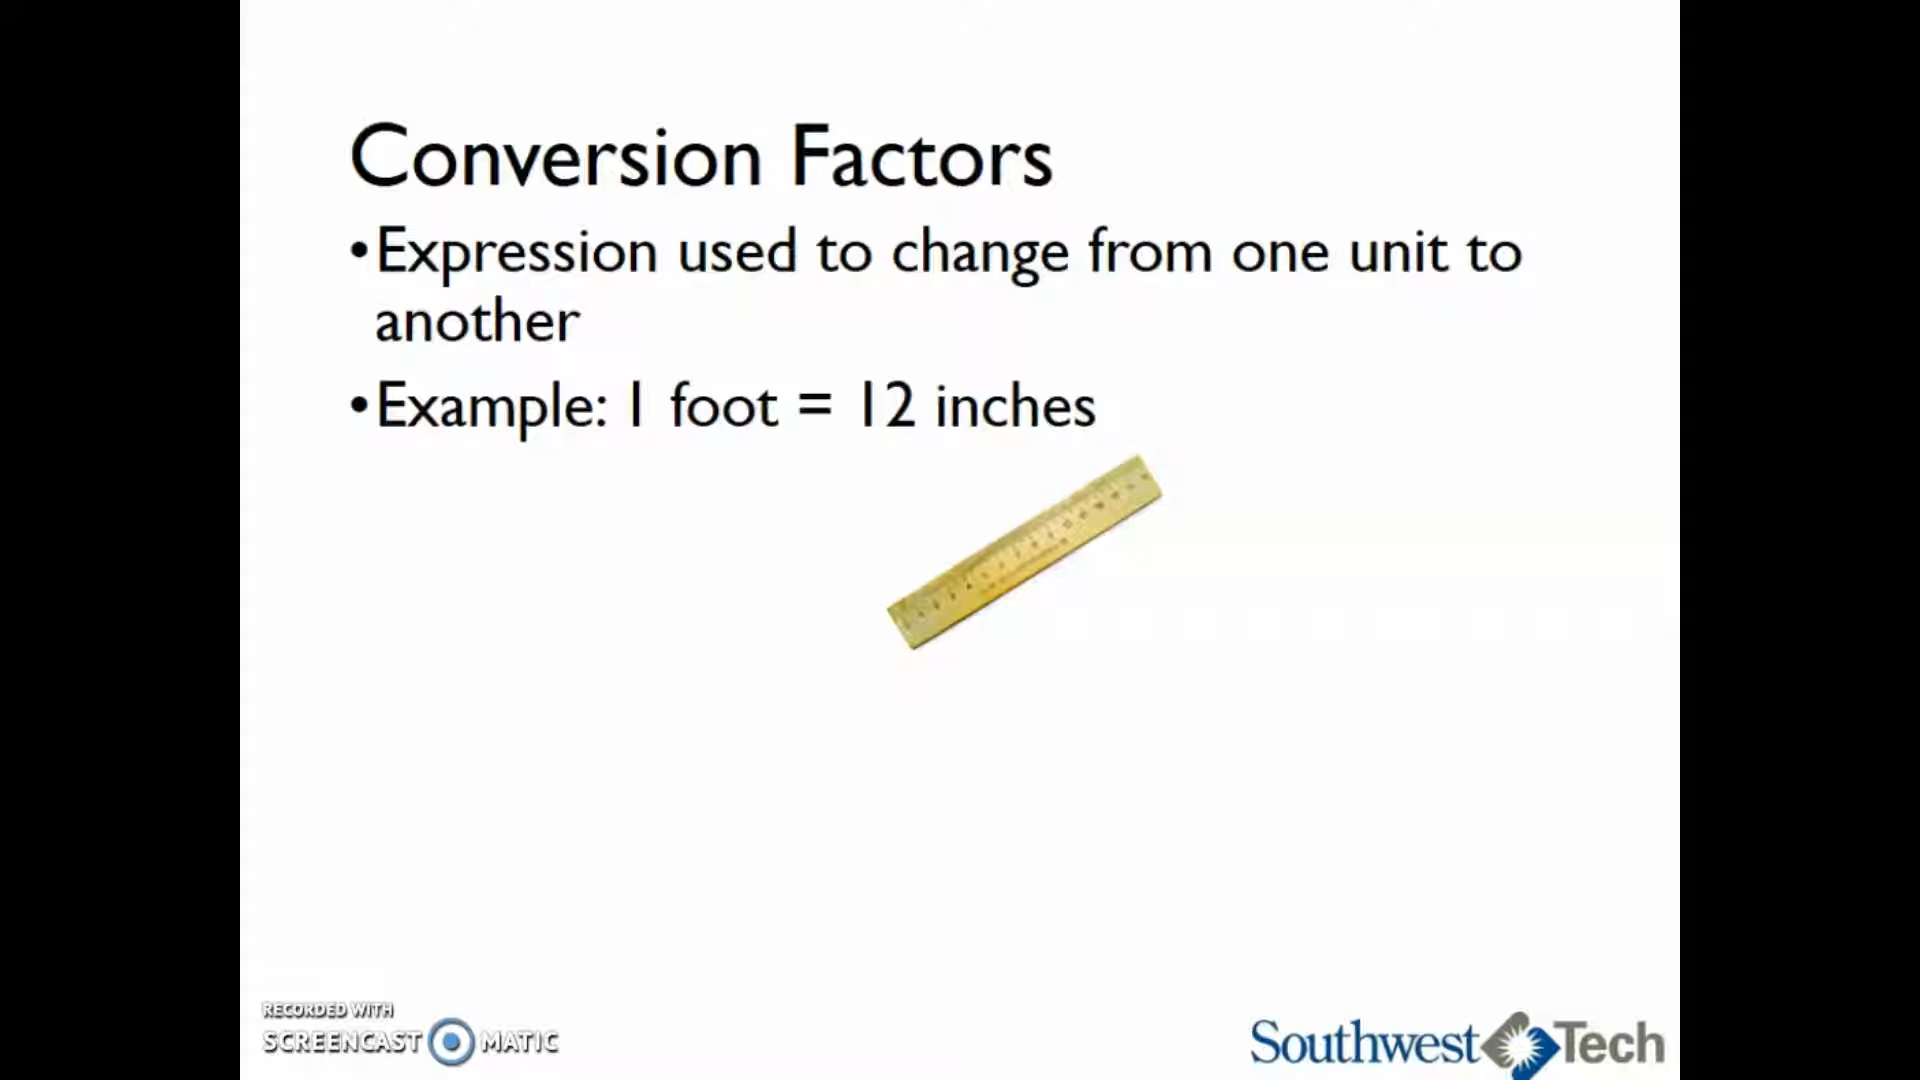 Conversion Factors
•Expression used to change from one unit to
another
•Example: 1 foot = 12 inches
RECORDED WITH
SCREENCAST MATIC
Southwest Tech